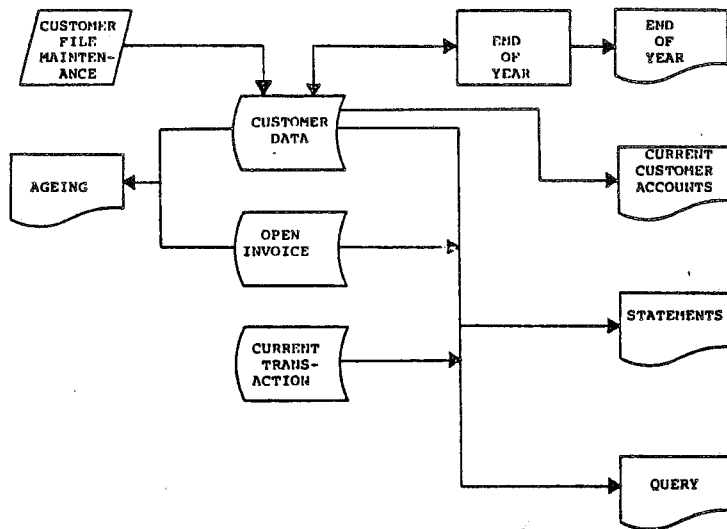 CUSTOMER
FILE
MAINTEN-
ANCE
END
OF
YEAR
END
OF
YEAR
CUSTOMER
DATA
AGEING
CURRENT
CUSTOMER
ACCOUNTS
OPEN
INVOICE
STATEMENTS
CURRENT
TRANS-
ACTION
QUERY